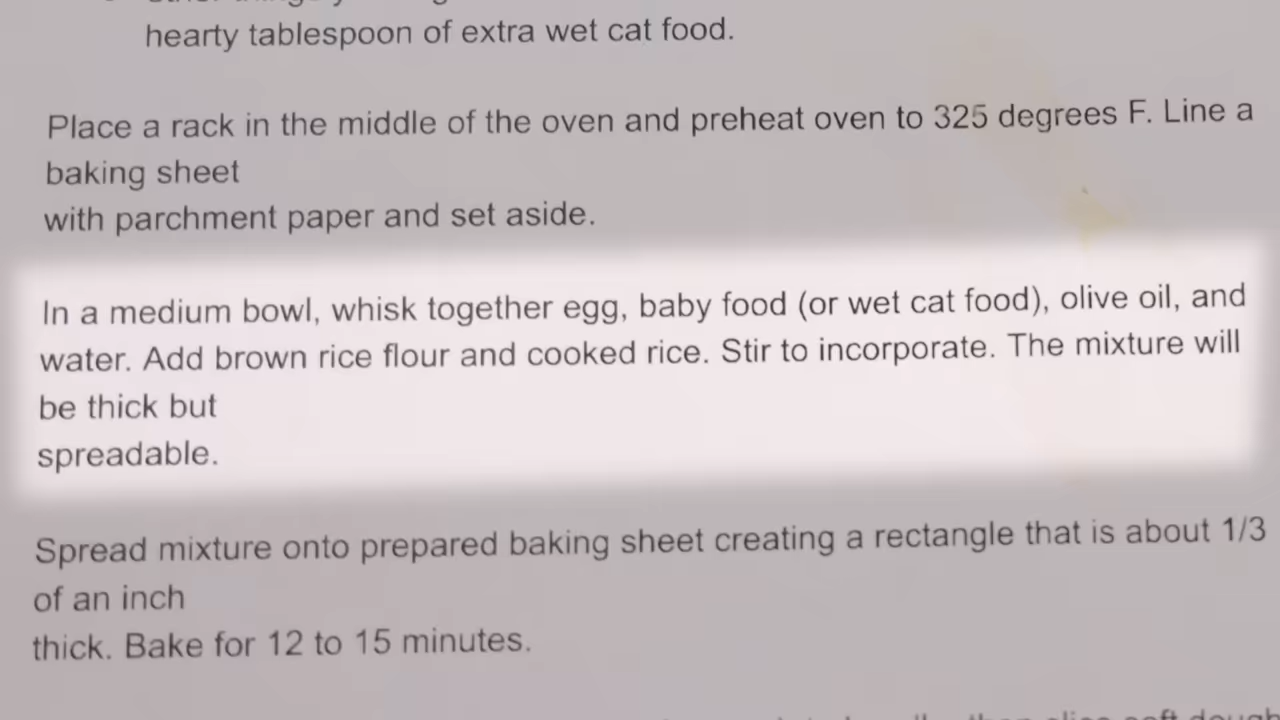 hearty tablespoon of extra wet cat food.
Place a rack in the middle of the oven and preheat oven to 325 degrees F. Line a
baking sheet
with parchment paper and set aside.
In a medium bowl, whisk together egg, baby food (or wet cat food), olive oil, and
water. Add brown rice flour and cooked rice. Stir to incorporate. The mixture will
be thick but
spreadable.
Spread mixture onto prepared baking sheet creating a rectangle that is about 1/3
of an inch
thick. Bake for 12 to 15 minutes.